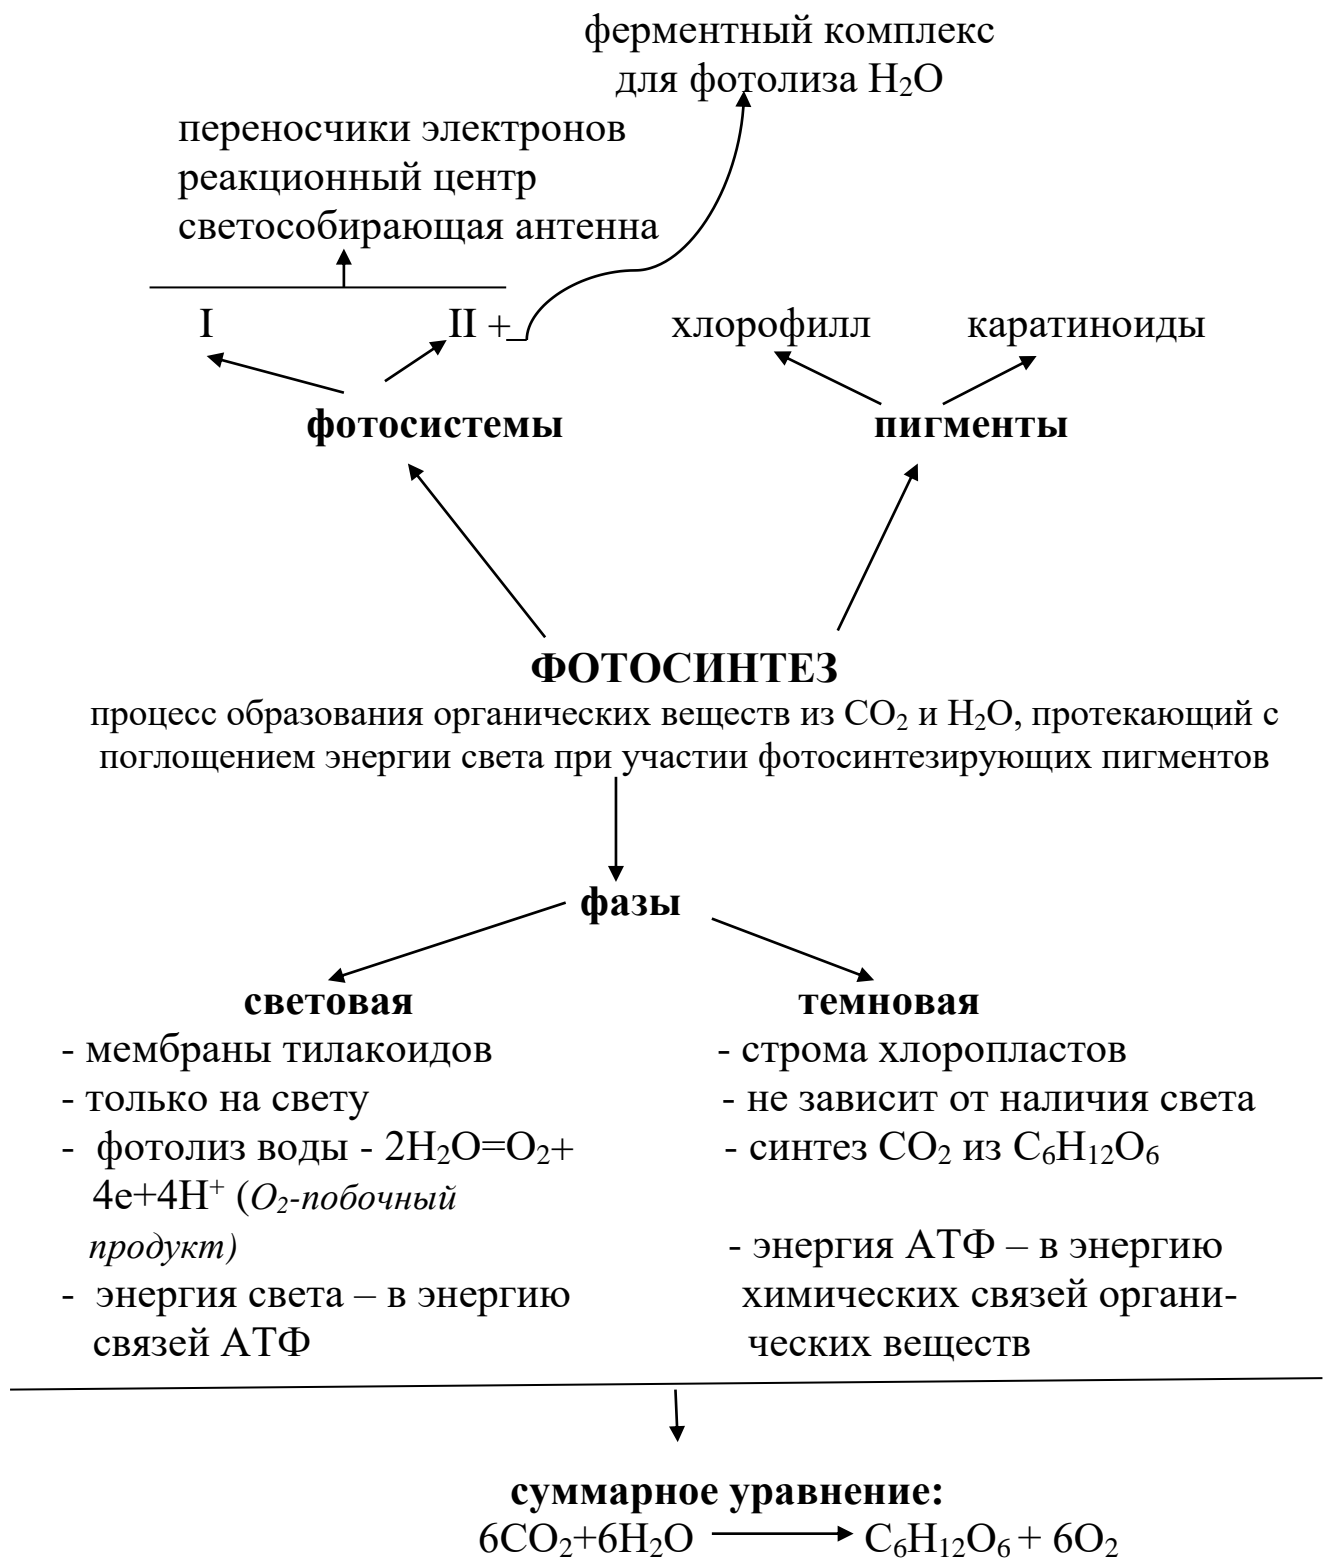 ферментный комплекс
для фотолиза H₂O
переносчики электронов
реакционный центр
светособирающая антенна
I
II +
хлорофилл
каратиноиды
фотосистемы
пигменты
ФОТОСИНТЕЗ
процесс образования органических веществ из CO₂ и H₂O, протекающий с
поглощением энергии света при участии фотосинтезирующих пигментов
фазы
световая
- мембраны тилакоидов
- только на свету
- фотолиз воды - 2H₂O=O₂+
4e+4H⁺ (O₂-побочный
продукт)
- энергия света – в энергию
связей АТФ
темновая
- строма хлоропластов
- не зависит от наличия света
- синтез CO₂ из C₆H₁₂O₆
- энергия АТФ – в энергию
химических связей органи-
ческих веществ
суммарное уравнение:
6CO₂+6H₂O ⟶ C₆H₁₂O₆ + 6O₂